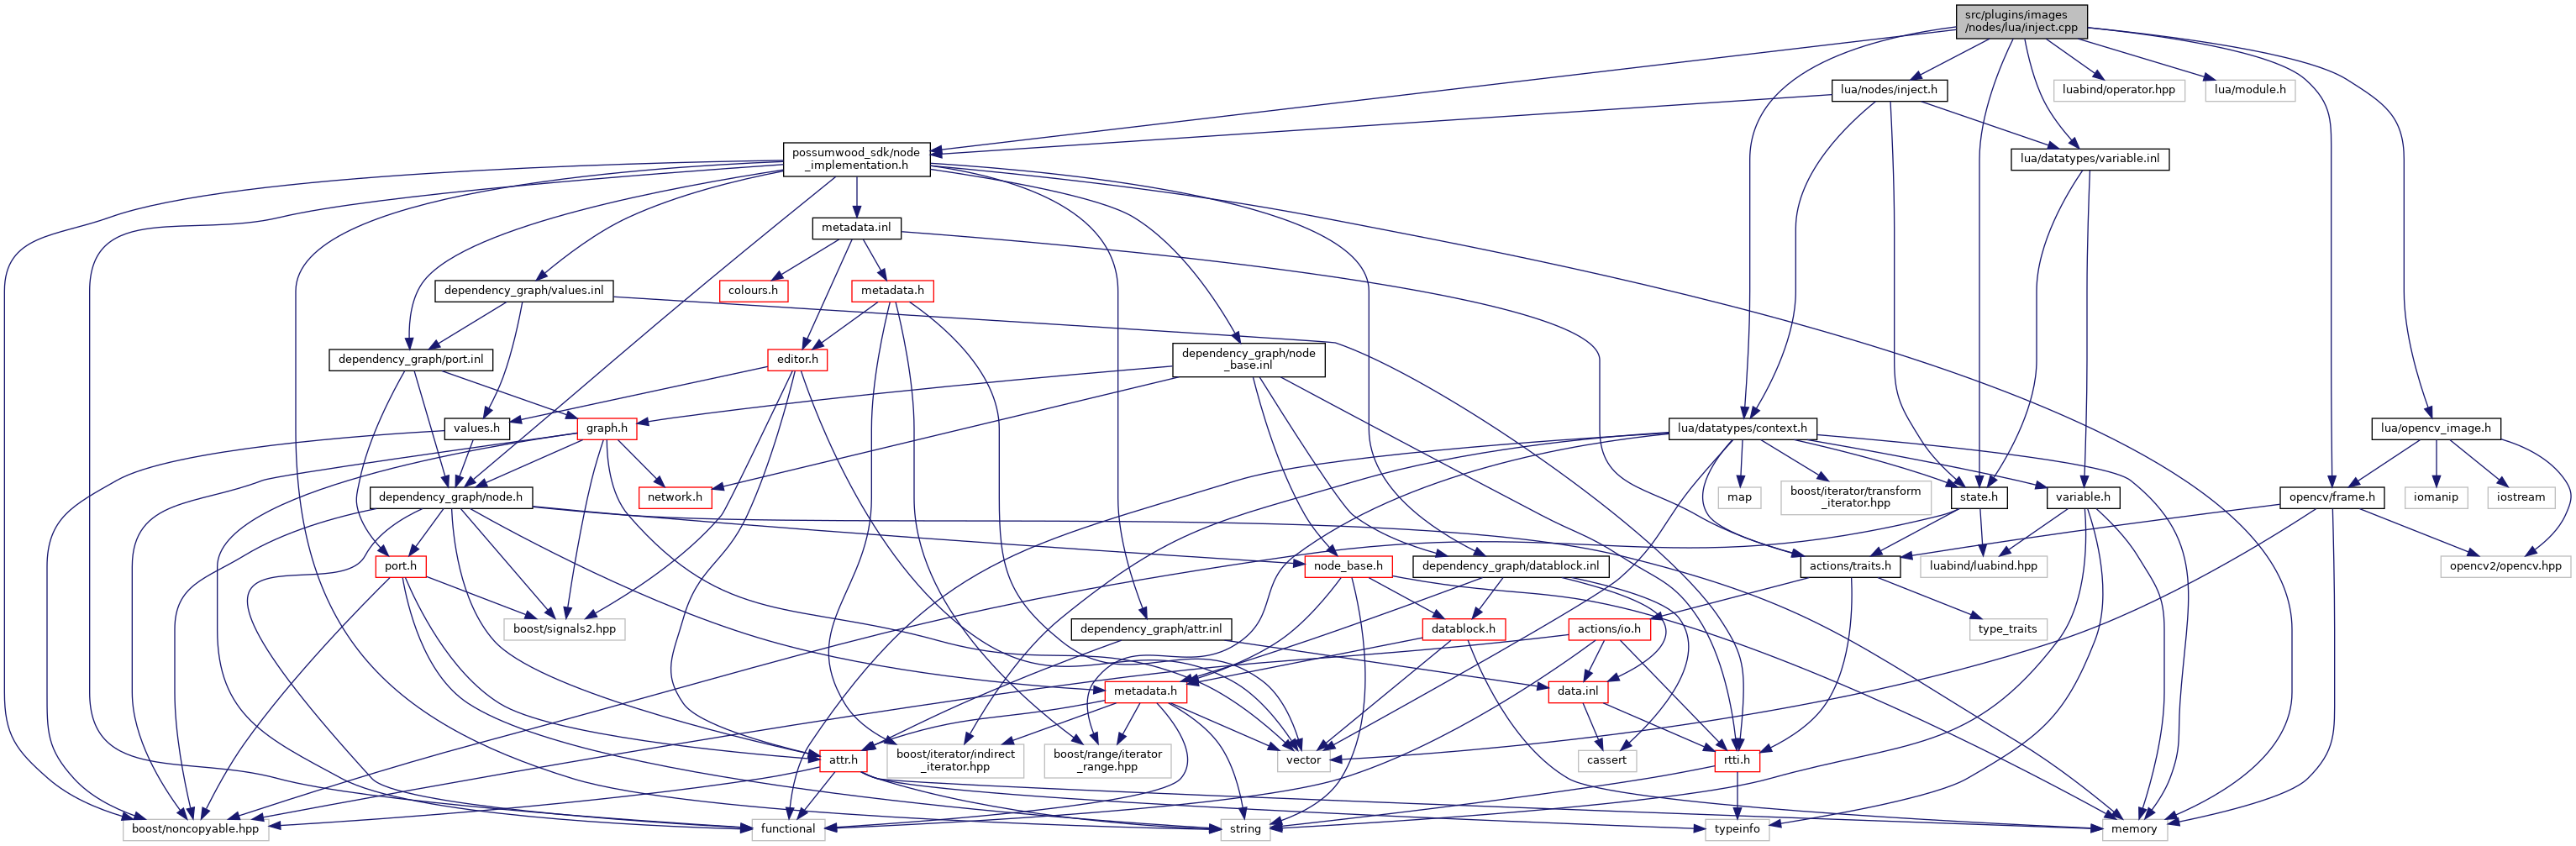 src/plugins/images
/nodes/lua/inject.cpp
lua/nodes/inject.h
luabind/operator.hpp
lua/module.h
possumwood_sdk/node
_implementation.h
lua/datatypes/variable.inl
metadata.inl
dependency_graph/values.inl
colours.h
metadata.h
dependency_graph/port.inl
editor.h
dependency_graph/node
_base.inl
values.h
graph.h
lua/datatypes/context.h
lua/opencv_image.h
dependency_graph/node.h
network.h
map
boost/iterator/transform
_iterator.hpp
state.h
variable.h
opencv/frame.h
iomanip
iostream
port.h
node_base.h
dependency_graph/datablock.inl
actions/traits.h
luabind/luabind.hpp
opencv2/opencv.hpp
boost/signals2.hpp
dependency_graph/attr.inl
datablock.h
actions/io.h
type_traits
metadata.h
data.inl
attr.h
boost/iterator/indirect
_iterator.hpp
boost/range/iterator
_range.hpp
vector
cassert
rtti.h
boost/noncopyable.hpp
functional
string
typeinfo
memory